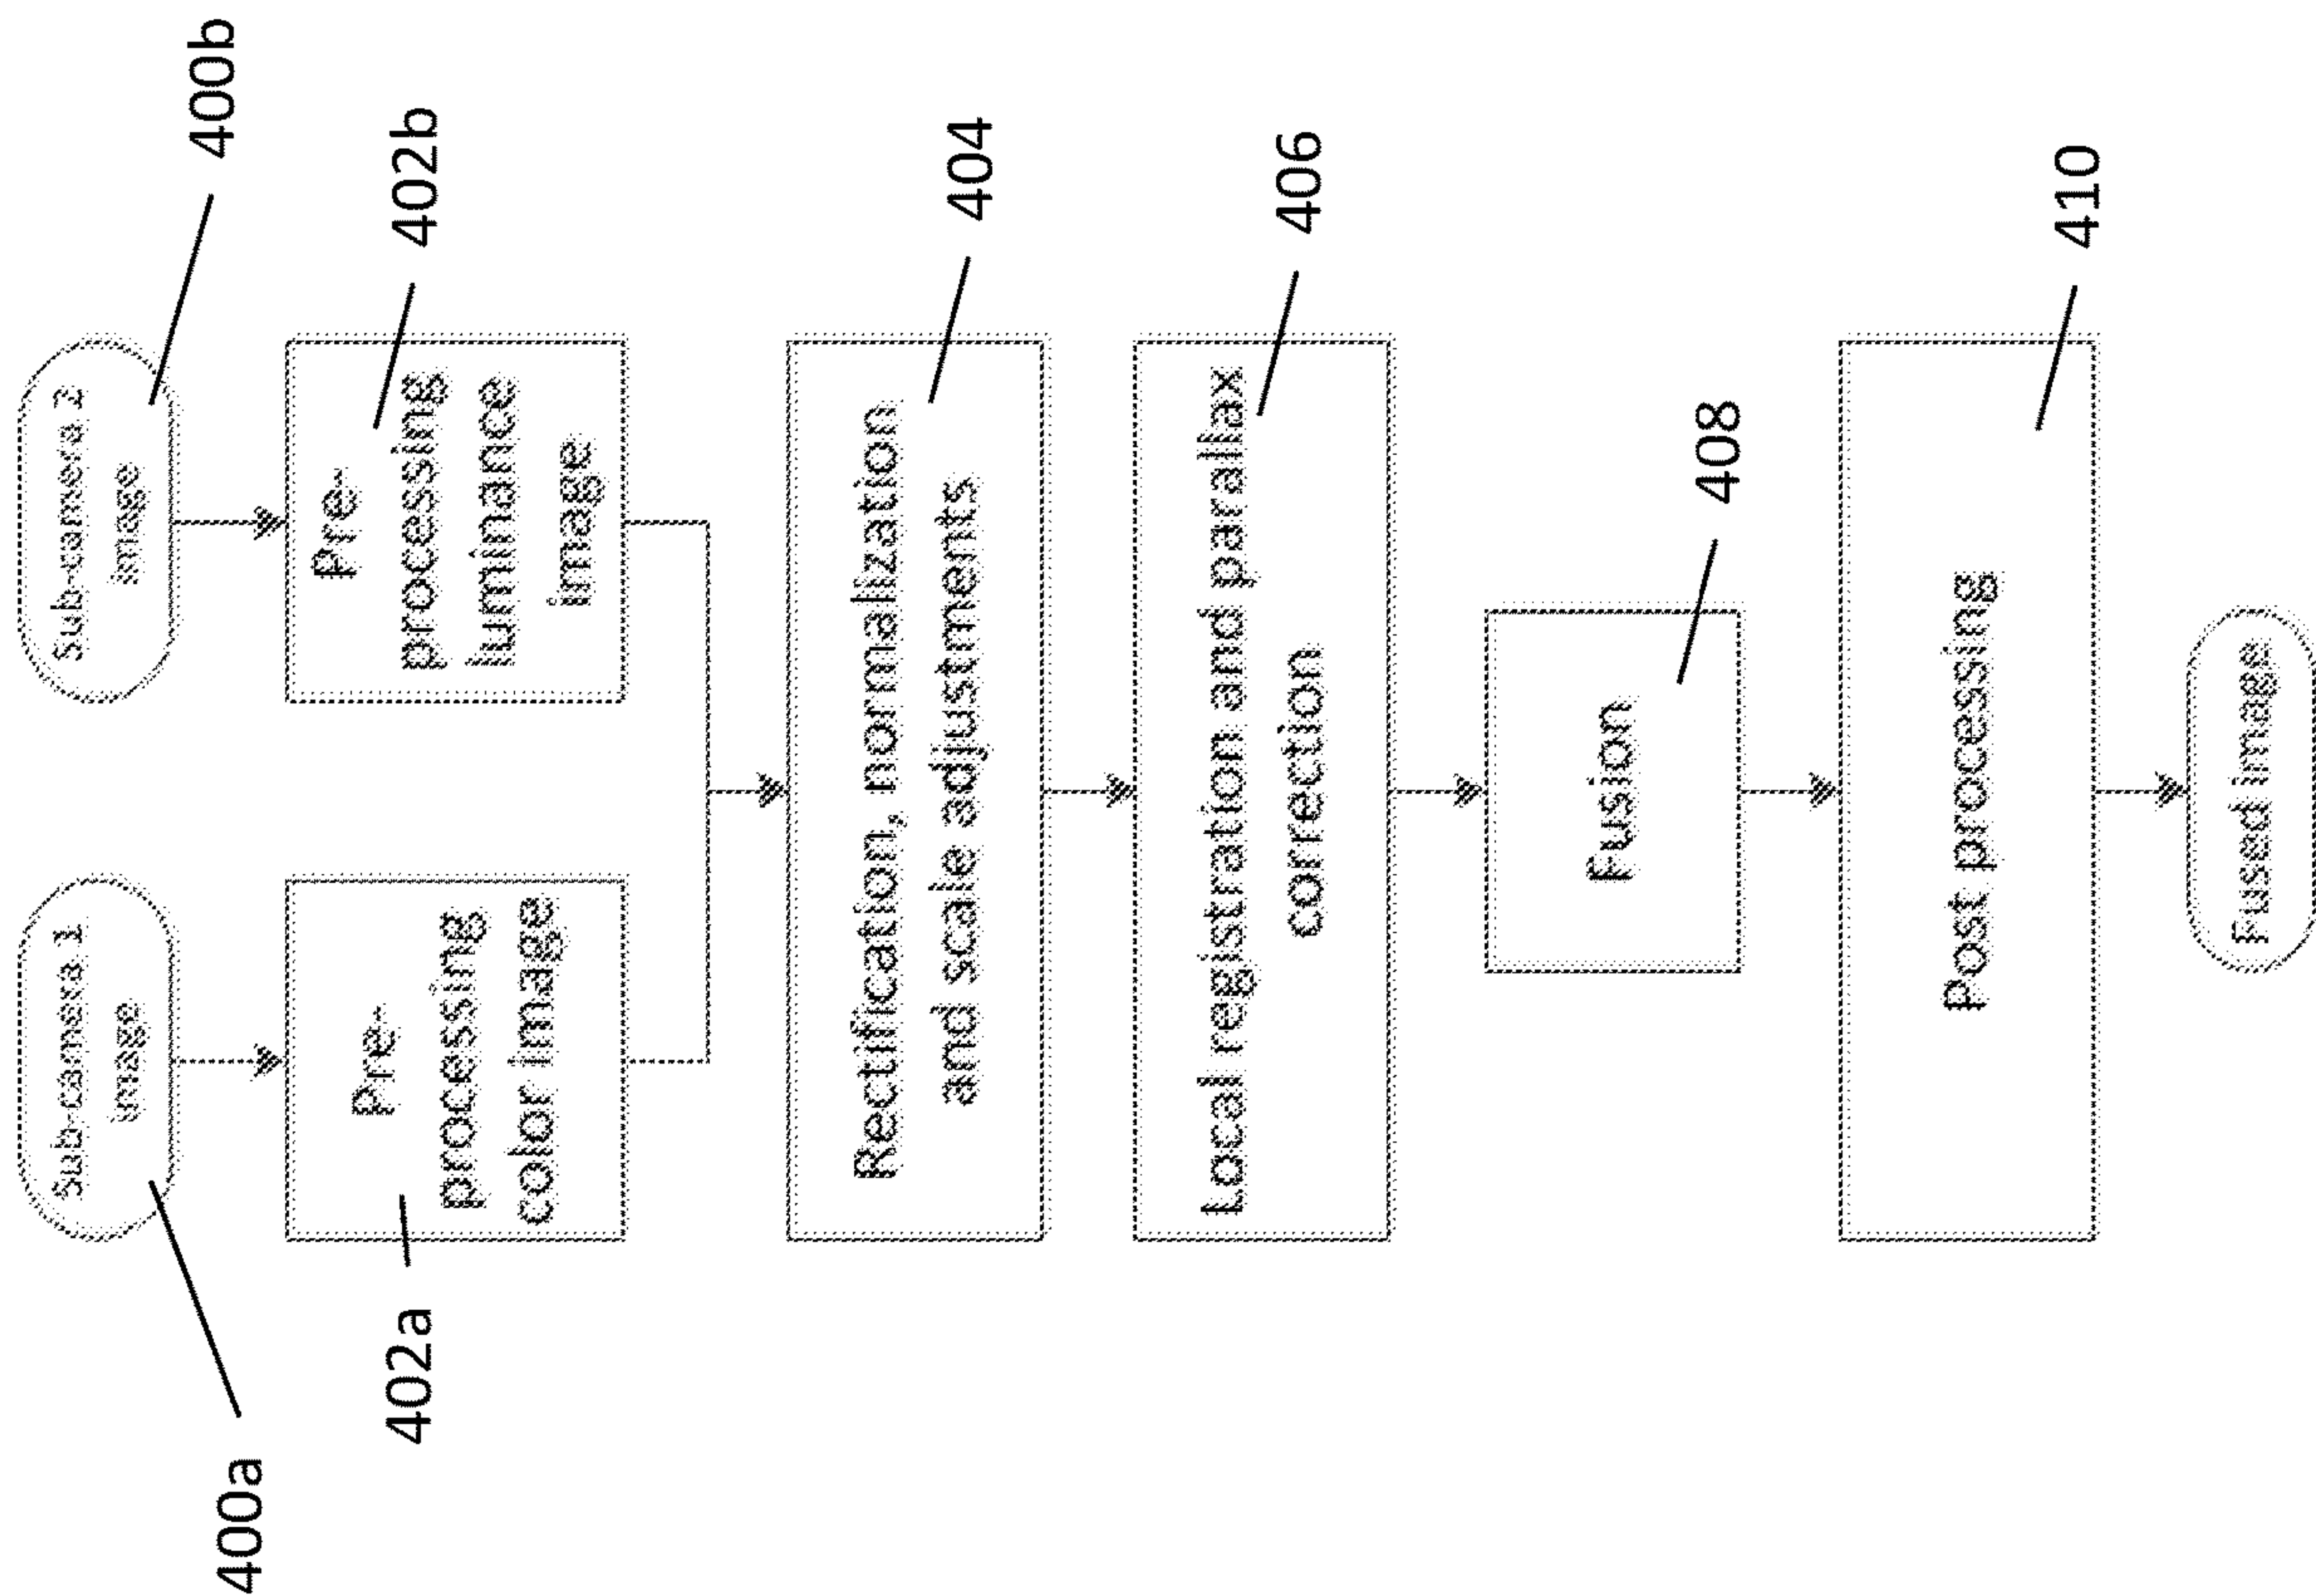 400a
Sub-camera 1
image
400b
Sub-camera 2
image
402a
Pre-
processing
color image
402b
Pre-
processing
luminance
image
404
Rectification, normalization
and scale adjustments
406
Local registration and parallax
correction
408
Fusion
410
Post processing
Fused image